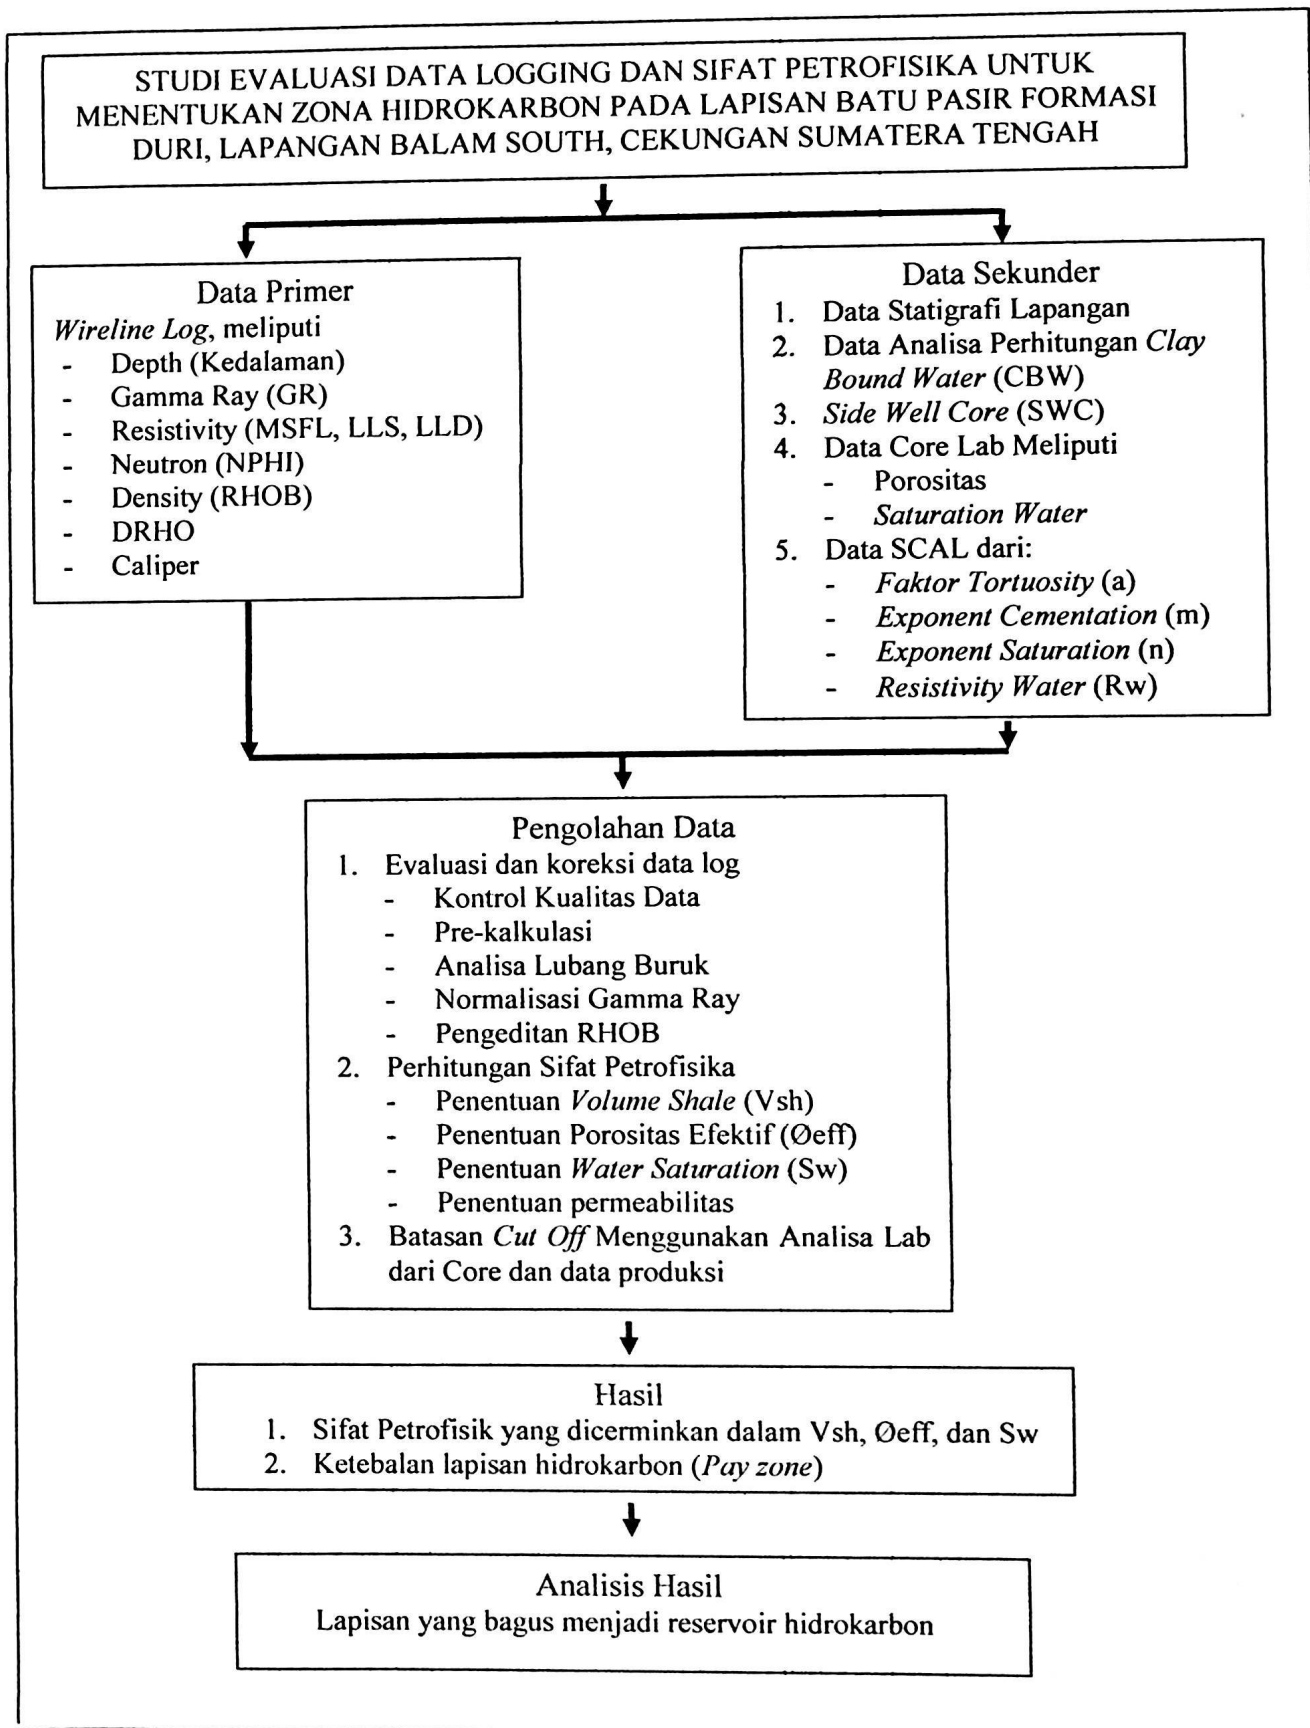 STUDI EVALUASI DATA LOGGING DAN SIFAT PETROFISIKA UNTUK
MENENTUKAN ZONA HIDROKARBON PADA LAPISAN BATU PASIR FORMASI
DURI, LAPANGAN BALAM SOUTH, CEKUNGAN SUMATERA TENGAH
Data Primer
Wireline Log, meliputi
- Depth (Kedalaman)
- Gamma Ray (GR)
- Resistivity (MSFL, LLS, LLD)
- Neutron (NPHI)
- Density (RHOB)
- DRHO
- Caliper
Data Sekunder
1. Data Statigrafi Lapangan
2. Data Analisa Perhitungan Clay
Bound Water (CBW)
3. Side Well Core (SWC)
4. Data Core Lab Meliputi
- Porositas
- Saturation Water
5. Data SCAL dari:
- Faktor Tortuosity (a)
- Exponent Cementation (m)
- Exponent Saturation (n)
- Resistivity Water (Rw)
Pengolahan Data
1. Evaluasi dan koreksi data log
- Kontrol Kualitas Data
- Pre-kalkulasi
- Analisa Lubang Buruk
- Normalisasi Gamma Ray
- Pengeditan RHOB
2. Perhitungan Sifat Petrofisika
- Penentuan Volume Shale (Vsh)
- Penentuan Porositas Efektif (Øeff)
- Penentuan Water Saturation (Sw)
- Penentuan permeabilitas
3. Batasan Cut Off Menggunakan Analisa Lab
dari Core dan data produksi
Hasil
1. Sifat Petrofisik yang dicerminkan dalam Vsh, Øeff, dan Sw
2. Ketebalan lapisan hidrokarbon (Pay zone)
Analisis Hasil
Lapisan yang bagus menjadi reservoir hidrokarbon